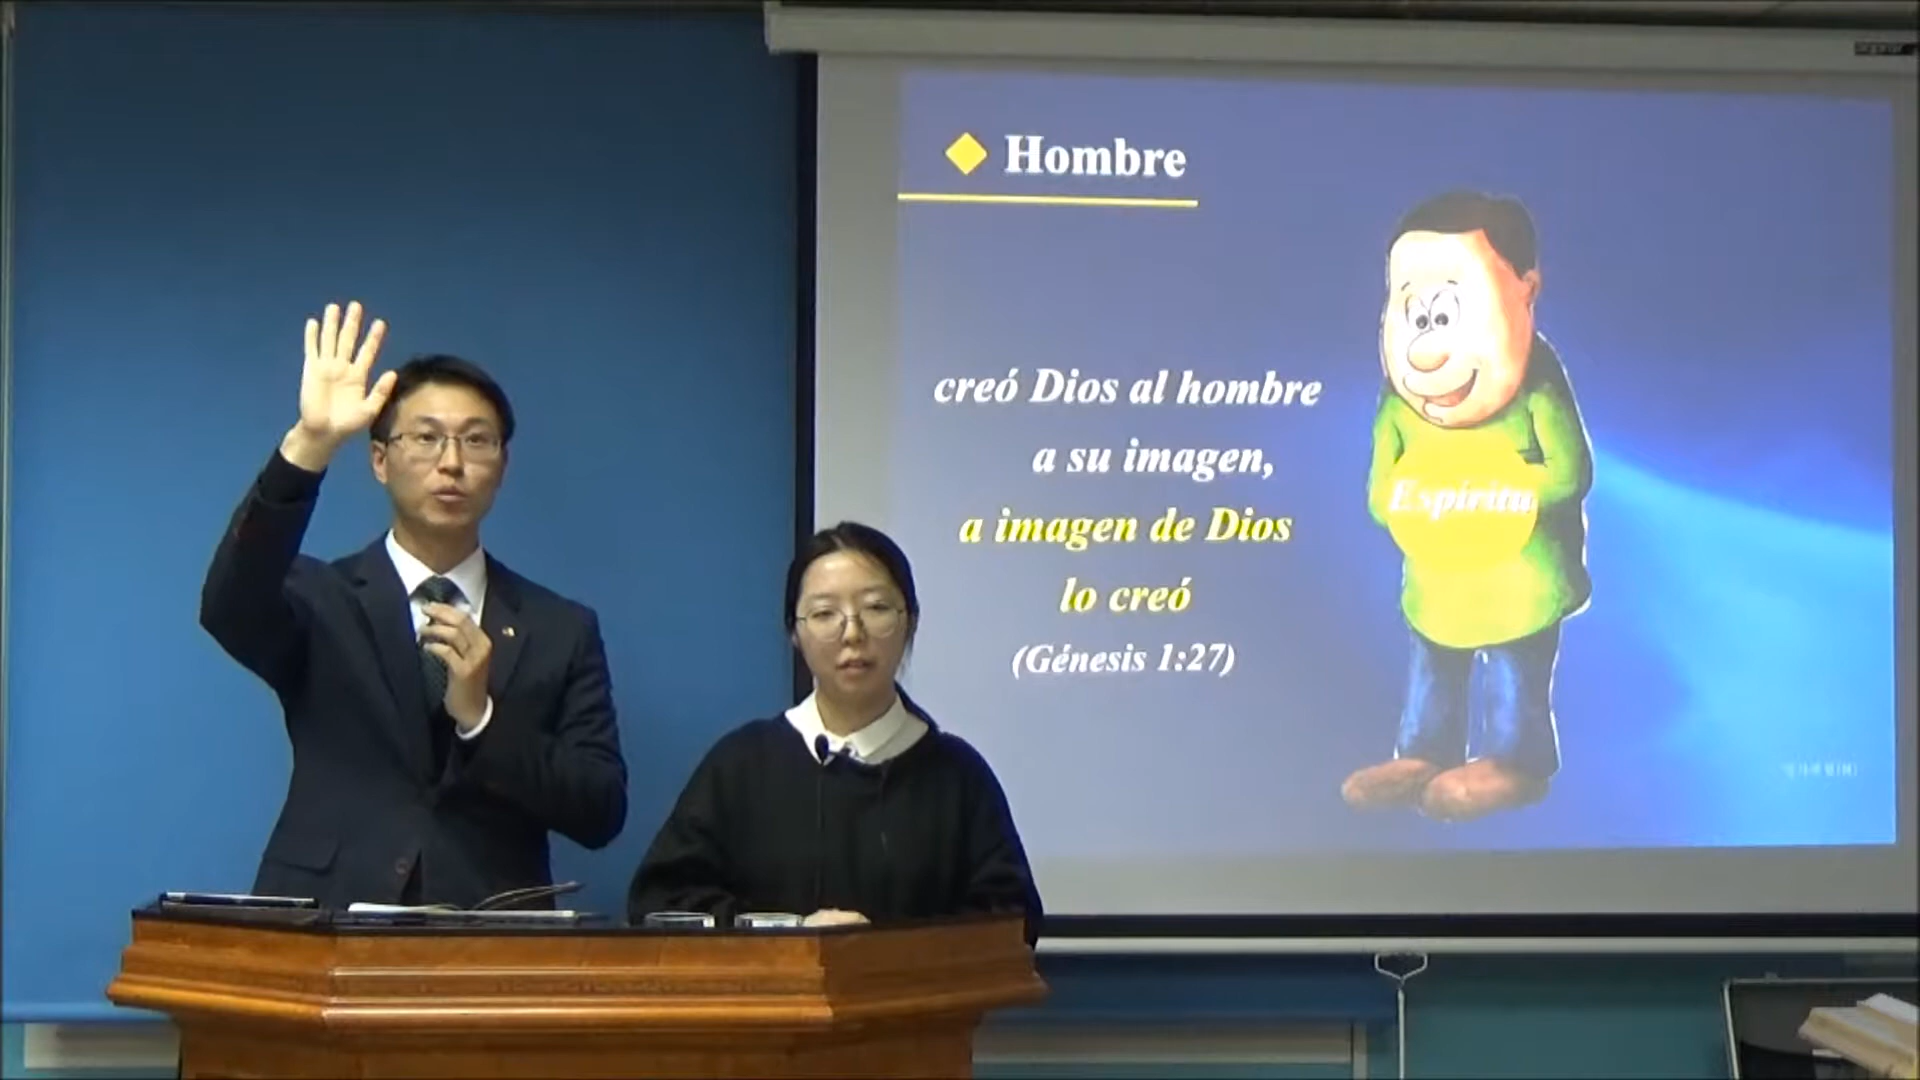 Hombre
creó Dios al hombre
a su imagen,
a imagen de Dios
lo creó
(Génesis 1:27)
Espíritu